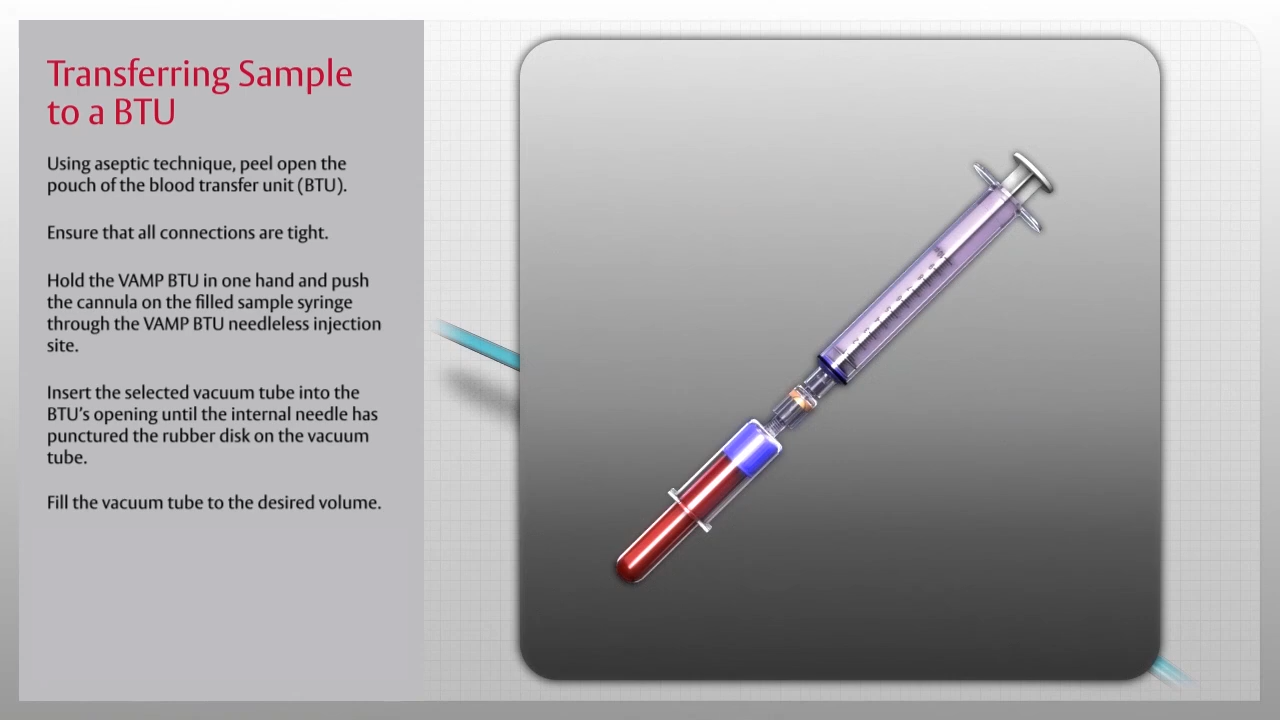 Transferring Sample
to a BTU
Using aseptic technique, peel open the
pouch of the blood transfer unit (BTU).
Ensure that all connections are tight.
Hold the VAMP BTU in one hand and push
the cannula on the filled sample syringe
through the VAMP BTU needleless injection
site.
Insert the selected vacuum tube into the
BTU’s opening until the internal needle has
punctured the rubber disk on the vacuum
tube.
Fill the vacuum tube to the desired volume.